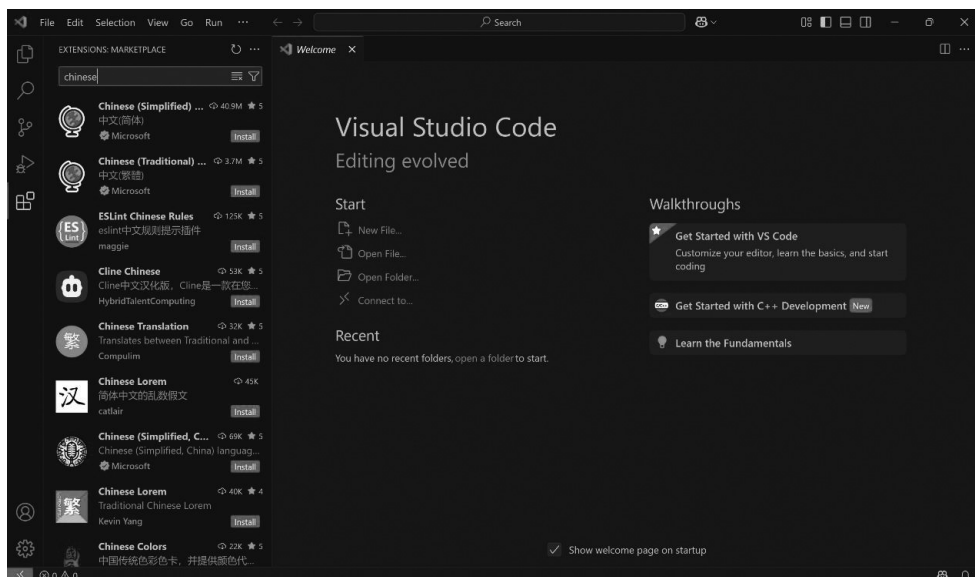 File Edit Selection View Go Run ...
Search
EXTENSIONS: MARKETPLACE
Welcome
chinese
Chinese (Simplified) ... 40.9M 5
中文(简体)
Microsoft Install
Chinese (Traditional) ... 3.7M 5
中文(繁體)
Microsoft Install
ES Lint
ESLint Chinese Rules 125K 5
eslint中文规则提示插件
maggie Install
Cline Chinese 53K 5
Cline中文汉化版，Cline是一款在您...
HybridTalentComputing Install
繁
Chinese Translation 32K 5
Translates between Traditional and ...
Compulim Install
汉
Chinese Lorem 45K
简体中文的乱数假文
catlair Install
Chinese (Simplified, C... 69K 5
Chinese (Simplified, China) languag...
Microsoft Install
繁
Chinese Lorem 40K 4
Traditional Chinese Lorem
Kevin Yang Install
Chinese Colors 22K 5
中国传统色彩色卡，并提供颜色代...
Visual Studio Code
Editing evolved
Start
New File...
Open File...
Open Folder...
Connect to...
Recent
You have no recent folders, open a folder to start.
Walkthroughs
Get Started with VS Code
Customize your editor, learn the basics, and start
coding
Get Started with C++ Development New
Learn the Fundamentals
Show welcome page on startup
0 0